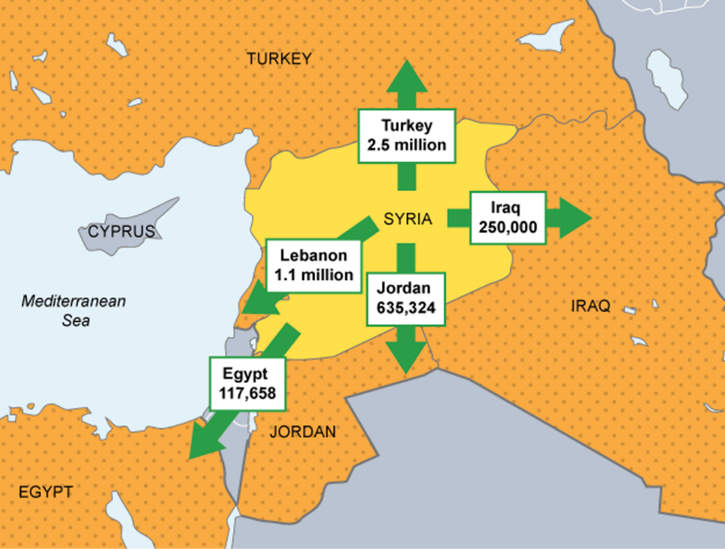 TURKEY
Turkey
2.5 million
SYRIA
Iraq
250,000
CYPRUS
Lebanon
1.1 million
Jordan
635,324
Mediterranean
Sea
IRAQ
Egypt
117,658
JORDAN
EGYPT